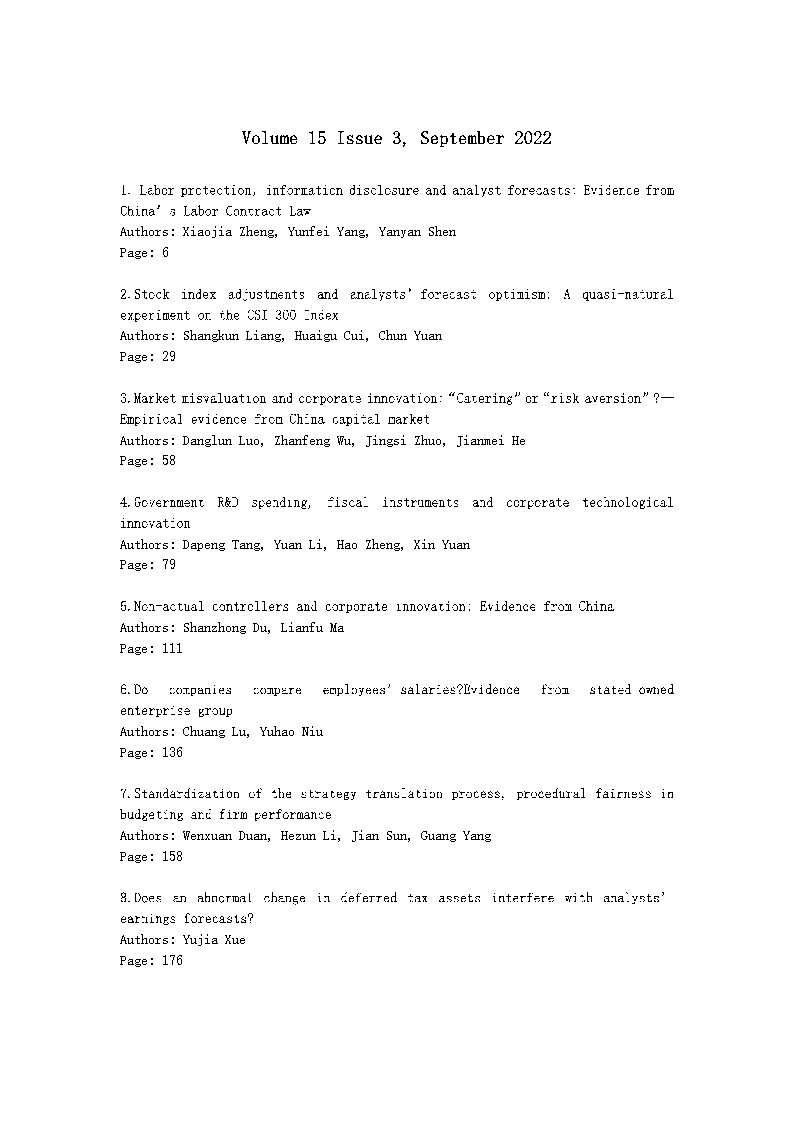 Volume 15 Issue 3, September 2022
1. Labor protection, information disclosure and analyst forecasts: Evidence from
China’s Labor Contract Law
Authors: Xiaojia Zheng, Yunfei Yang, Yanyan Shen
Page: 6
2.Stock index adjustments and analysts’ forecast optimism: A quasi-natural
experiment on the CSI 300 Index
Authors: Shangkun Liang, Huaigu Cui, Chun Yuan
Page: 29
3.Market misvaluation and corporate innovation: “Catering” or “risk aversion”?—
Empirical evidence from China capital market
Authors: Danglun Luo, Zhanfeng Wu, Jingsi Zhuo, Jianmei He
Page: 58
4.Government R&D spending, fiscal instruments and corporate technological
innovation
Authors: Dapeng Tang, Yuan Li, Hao Zheng, Xin Yuan
Page: 79
5.Non-actual controllers and corporate innovation: Evidence from China
Authors: Shanzhong Du, Lianfu Ma
Page: 111
6.Do companies compare employees’ salaries?Evidence from stated-owned
enterprise group
Authors: Chuang Lu, Yuhao Niu
Page: 136
7.Standardization of the strategy translation process, procedural fairness in
budgeting and firm performance
Authors: Wenxuan Duan, Hezun Li, Jian Sun, Guang Yang
Page: 158
8.Does an abnormal change in deferred tax assets interfere with analysts’
earnings forecasts?
Authors: Yujia Xue
Page: 176